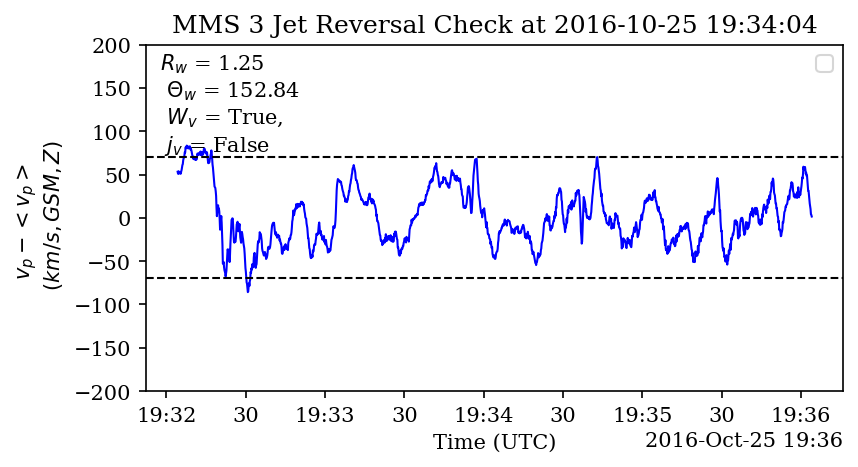 MMS 3 Jet Reversal Check at 2016-10-25 19:34:04
R_w = 1.25
Θ_w = 152.84
W_v = True,
j_v = False
v_p − < v_p >
(km/s, GSM, Z)
200
150
100
50
0
−50
−100
−150
−200
19:32 30 19:33 30 19:34 30 19:35 30 19:36
Time (UTC)
2016-Oct-25 19:36